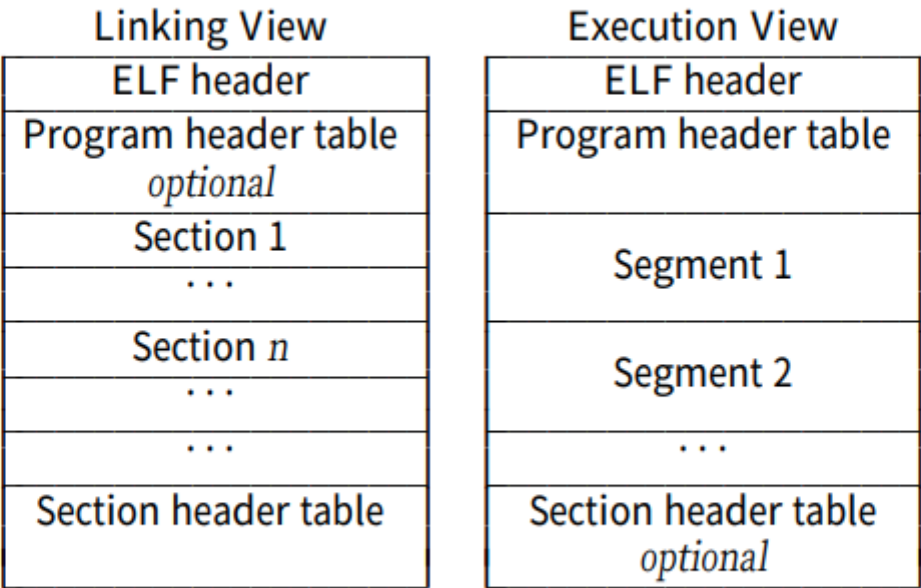 Linking View
ELF header
Program header table
optional
Section 1
. . .
Section n
. . .
. . .
Section header table
Execution View
ELF header
Program header table
Segment 1
Segment 2
. . .
Section header table
optional